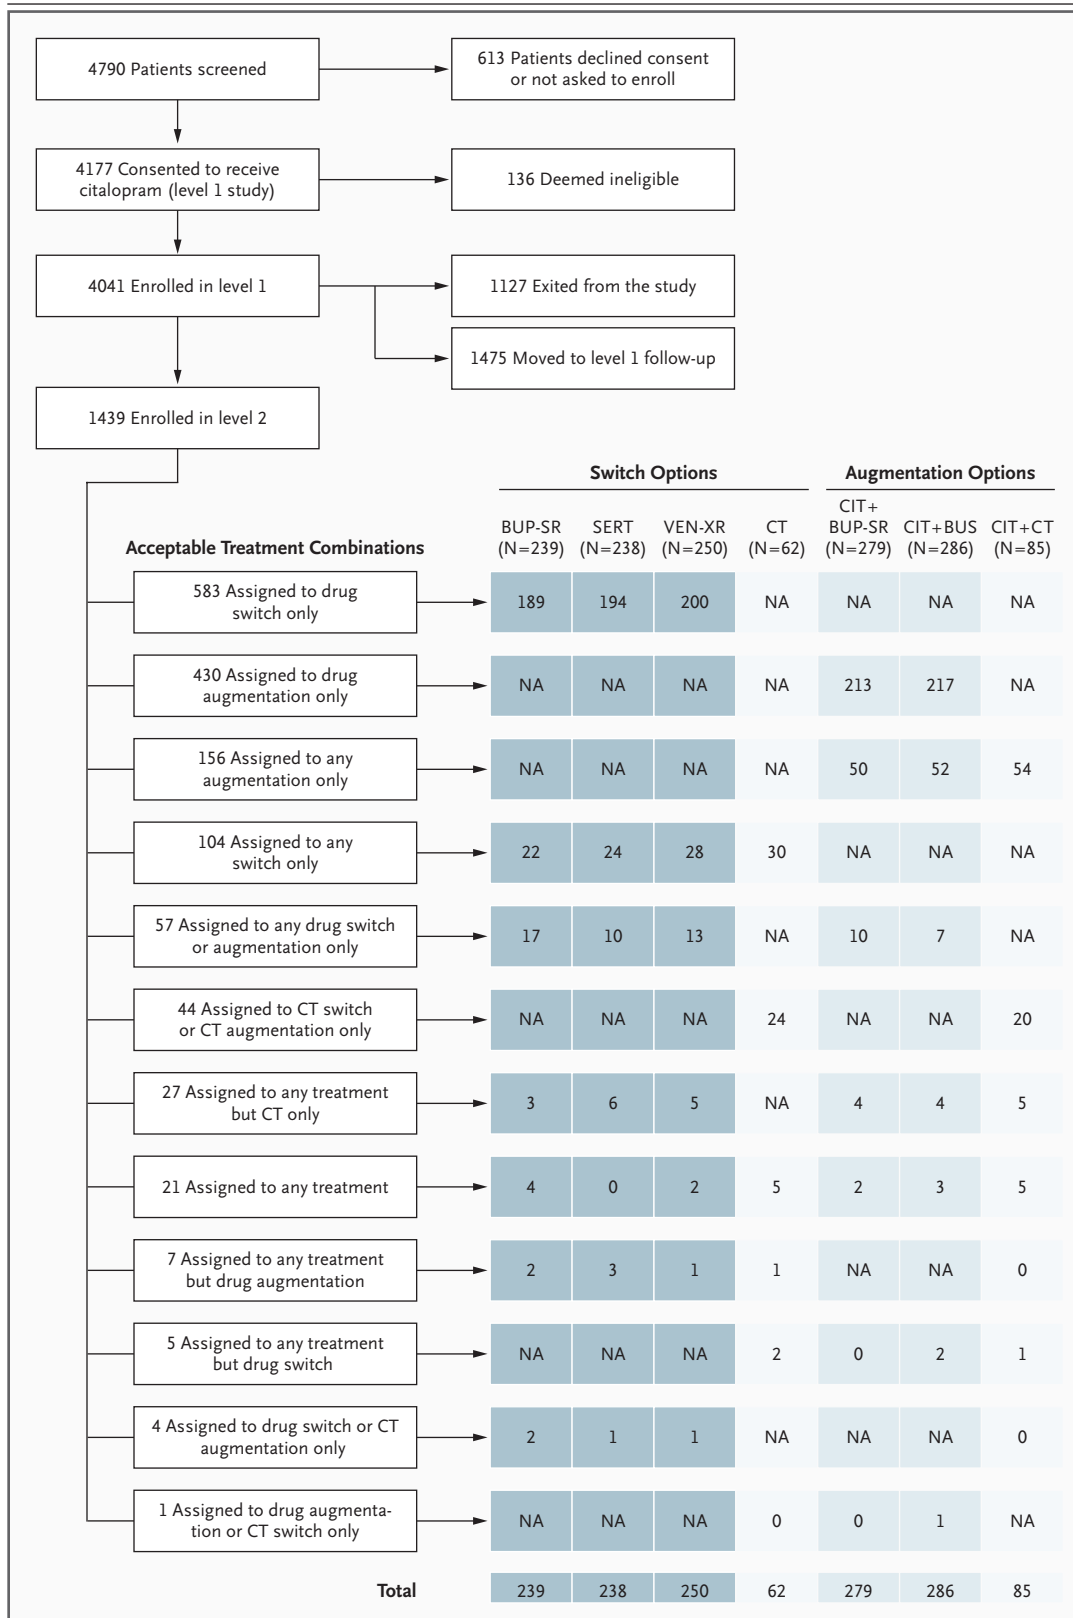 4790 Patients screened
613 Patients declined consent
or not asked to enroll
4177 Consented to receive
citalopram (level 1 study)
136 Deemed ineligible
4041 Enrolled in level 1
1127 Exited from the study
1475 Moved to level 1 follow-up
1439 Enrolled in level 2
Switch Options
Augmentation Options
Acceptable Treatment Combinations
BUP-SR
(N=239)
SERT
(N=238)
VEN-XR
(N=250)
CT
(N=62)
CIT+
BUP-SR
(N=279)
CIT+BUS
(N=286)
CIT+CT
(N=85)
583 Assigned to drug
switch only
189 194 200 NA NA NA NA
430 Assigned to drug
augmentation only
NA NA NA NA 213 217 NA
156 Assigned to any
augmentation only
NA NA NA NA 50 52 54
104 Assigned to any
switch only
22 24 28 30 NA NA NA
57 Assigned to any drug switch
or augmentation only
17 10 13 NA 10 7 NA
44 Assigned to CT switch
or CT augmentation only
NA NA NA 24 NA NA 20
27 Assigned to any treatment
but CT only
3 6 5 NA 4 4 5
21 Assigned to any treatment
4 0 2 5 2 3 5
7 Assigned to any treatment
but drug augmentation
2 3 1 1 NA NA 0
5 Assigned to any treatment
but drug switch
NA NA NA 2 0 2 1
4 Assigned to drug switch or CT
augmentation only
2 1 1 NA NA NA 0
1 Assigned to drug augmenta-
tion or CT switch only
NA NA NA 0 0 1 NA
Total 239 238 250 62 279 286 85